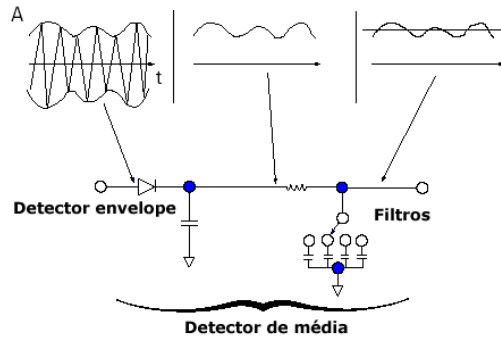 A
t
Detector envelope
Filtros
Detector de média